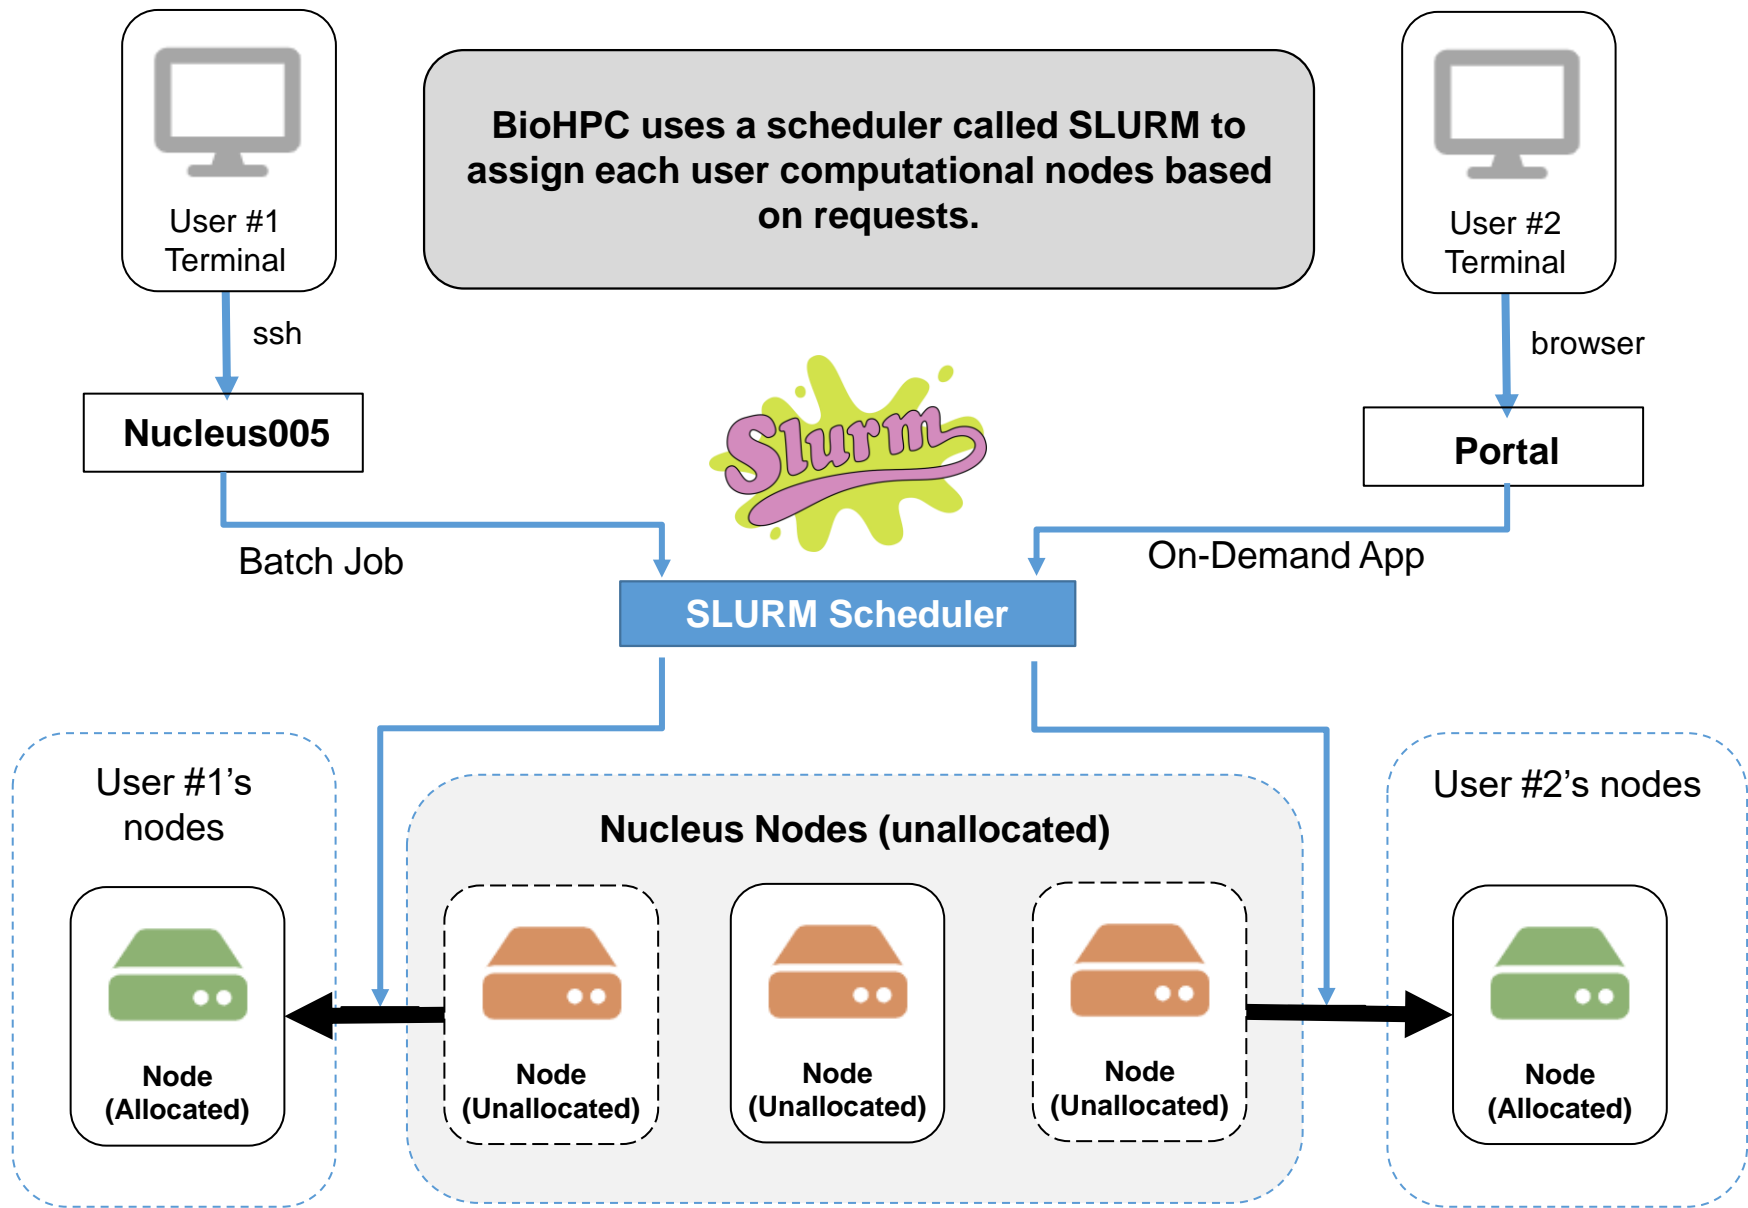 BioHPC uses a scheduler called SLURM to
assign each user computational nodes based
on requests.
User #1
Terminal
User #2
Terminal
ssh
browser
Nucleus005
Portal
Slurm
Batch Job
On-Demand App
SLURM Scheduler
User #1’s
nodes
Nucleus Nodes (unallocated)
User #2’s nodes
Node
(Allocated)
Node
(Unallocated)
Node
(Unallocated)
Node
(Unallocated)
Node
(Allocated)